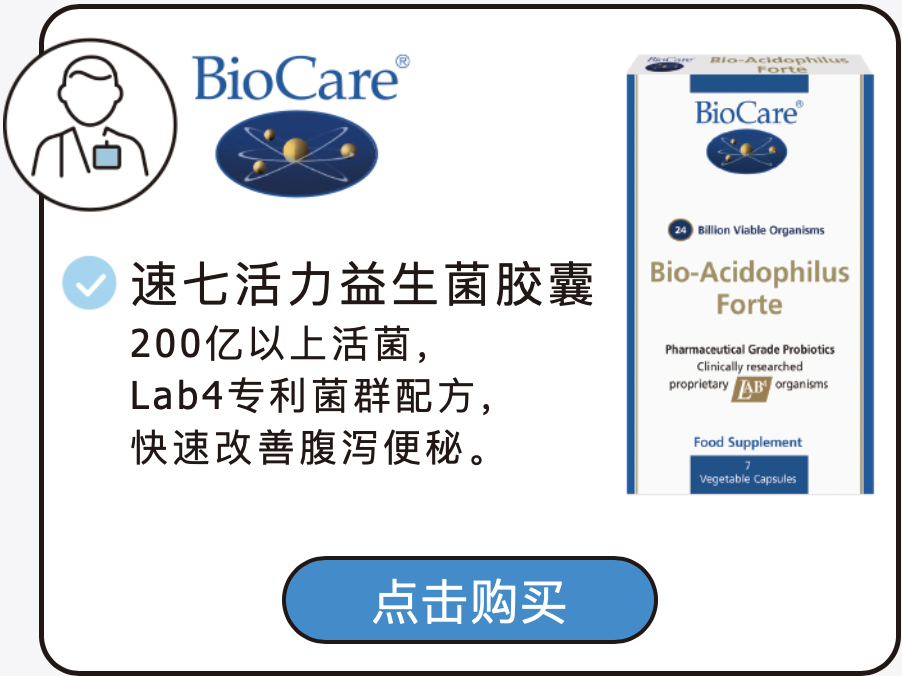 BioCare®
速七活力益生菌胶囊
200亿以上活菌，
Lab4专利菌群配方，
快速改善腹泻便秘。
BioCare
Bio-Acidophilus
Forte
BioCare®
24 Billion Viable Organisms
Bio-Acidophilus
Forte
Pharmaceutical Grade Probiotics
Clinically researched
proprietary LAB4 organisms
Food Supplement
7
Vegetable Capsules
点击购买